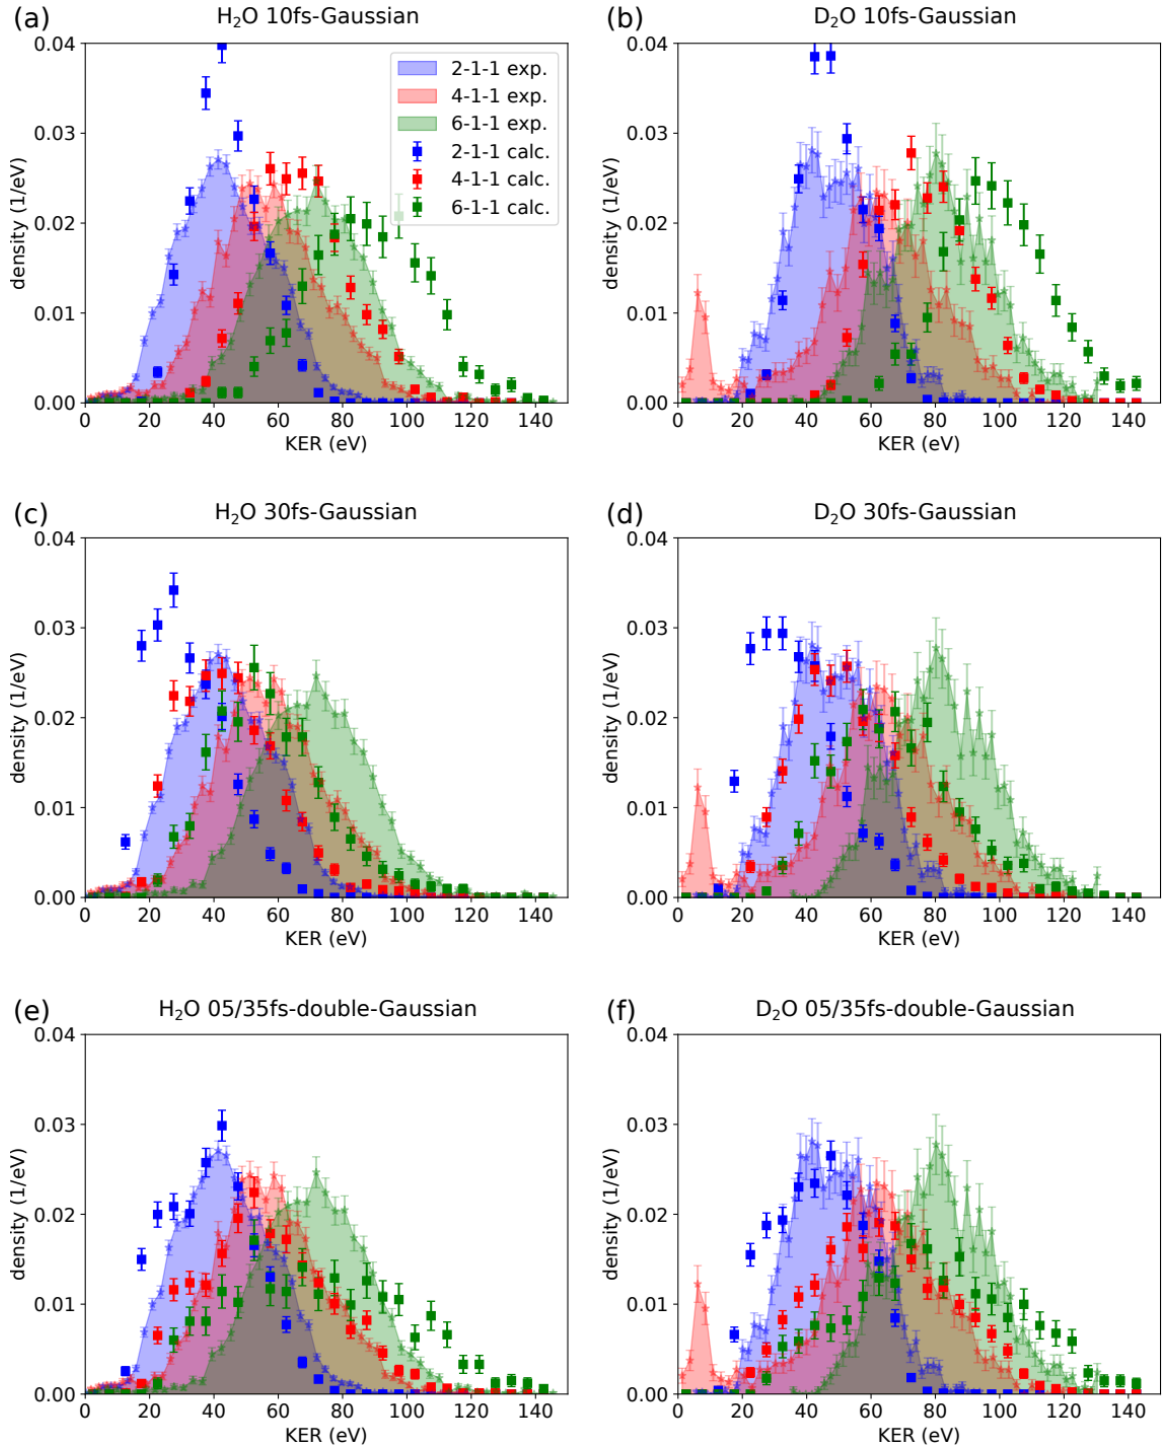 (a) H₂O 10fs-Gaussian
0.04
0.03
0.02
0.01
0.00
density (1/eV)
2-1-1 exp.
4-1-1 exp.
6-1-1 exp.
2-1-1 calc.
4-1-1 calc.
6-1-1 calc.
0 20 40 60 80 100 120 140
KER (eV)
(b) D₂O 10fs-Gaussian
0.04
0.03
0.02
0.01
0.00
density (1/eV)
0 20 40 60 80 100 120 140
KER (eV)
(c) H₂O 30fs-Gaussian
0.04
0.03
0.02
0.01
0.00
density (1/eV)
0 20 40 60 80 100 120 140
KER (eV)
(d) D₂O 30fs-Gaussian
0.04
0.03
0.02
0.01
0.00
density (1/eV)
0 20 40 60 80 100 120 140
KER (eV)
(e) H₂O 05/35fs-double-Gaussian
0.04
0.03
0.02
0.01
0.00
density (1/eV)
0 20 40 60 80 100 120 140
KER (eV)
(f) D₂O 05/35fs-double-Gaussian
0.04
0.03
0.02
0.01
0.00
density (1/eV)
0 20 40 60 80 100 120 140
KER (eV)